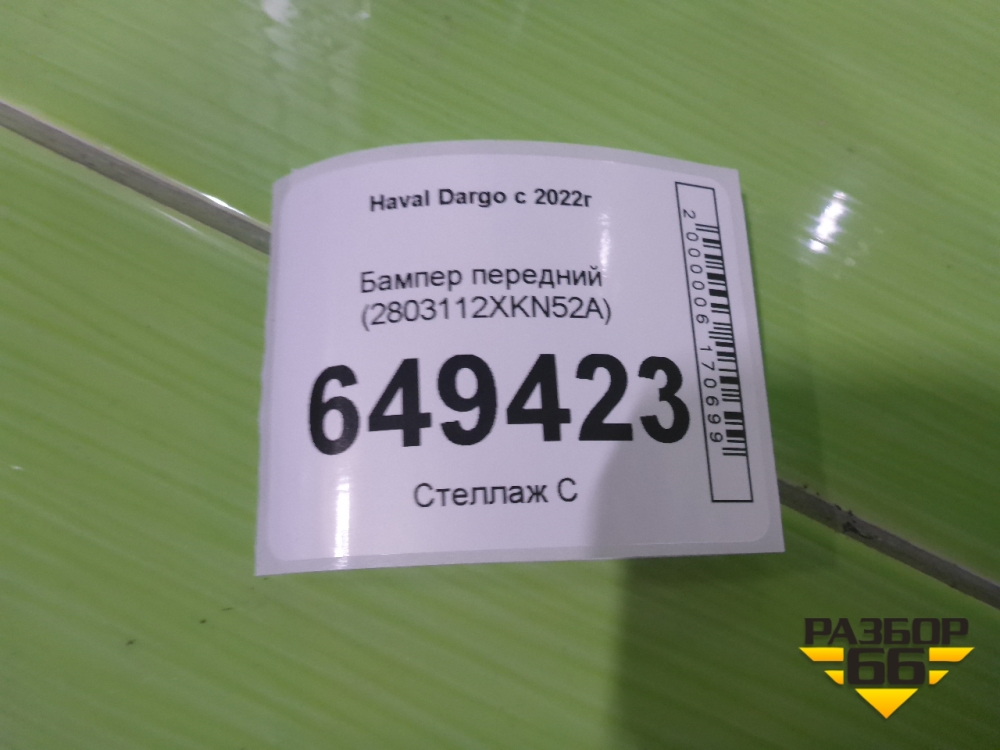 Haval Dargo с 2022г
Бампер передний
(2803112XKN52A)
649423
Стеллаж С
2000006170699
РАЗБОР
66